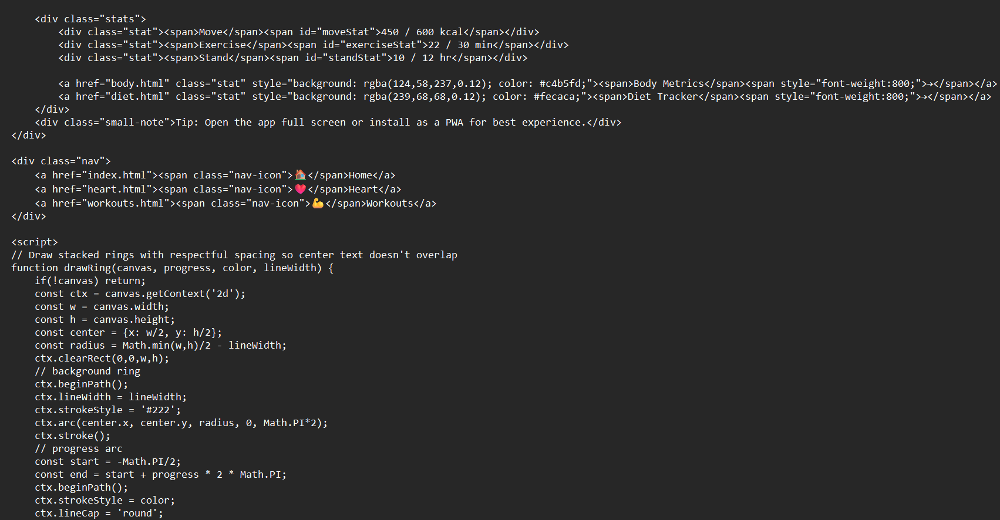 <div class="stats">
<div class="stat"><span>Move</span><span id="moveStat">450 / 600 kcal</span></div>
<div class="stat"><span>Exercise</span><span id="exerciseStat">22 / 30 min</span></div>
<div class="stat"><span>Stand</span><span id="standStat">10 / 12 hr</span></div>
<a href="body.html" class="stat" style="background: rgba(124,58,237,0.12); color: #c4b5fd;"><span>Body Metrics</span><span style="font-weight:800;">→</span></a>
<a href="diet.html" class="stat" style="background: rgba(239,68,68,0.12); color: #fecaca;"><span>Diet Tracker</span><span style="font-weight:800;">→</span></a>
</div>
<div class="small-note">Tip: Open the app full screen or install as a PWA for best experience.</div>
</div>
<div class="nav">
<a href="index.html"><span class="nav-icon">🏠</span>Home</a>
<a href="heart.html"><span class="nav-icon">❤️</span>Heart</a>
<a href="workouts.html"><span class="nav-icon">💪</span>Workouts</a>
</div>
<script>
// Draw stacked rings with respectful spacing so center text doesn't overlap
function drawRing(canvas, progress, color, lineWidth) {
if(!canvas) return;
const ctx = canvas.getContext('2d');
const w = canvas.width;
const h = canvas.height;
const center = {x: w/2, y: h/2};
const radius = Math.min(w,h)/2 - lineWidth;
ctx.clearRect(0,0,w,h);
// background ring
ctx.beginPath();
ctx.lineWidth = lineWidth;
ctx.strokeStyle = '#222';
ctx.arc(center.x, center.y, radius, 0, Math.PI*2);
ctx.stroke();
// progress arc
const start = -Math.PI/2;
const end = start + progress * 2 * Math.PI;
ctx.beginPath();
ctx.strokeStyle = color;
ctx.lineCap = 'round';